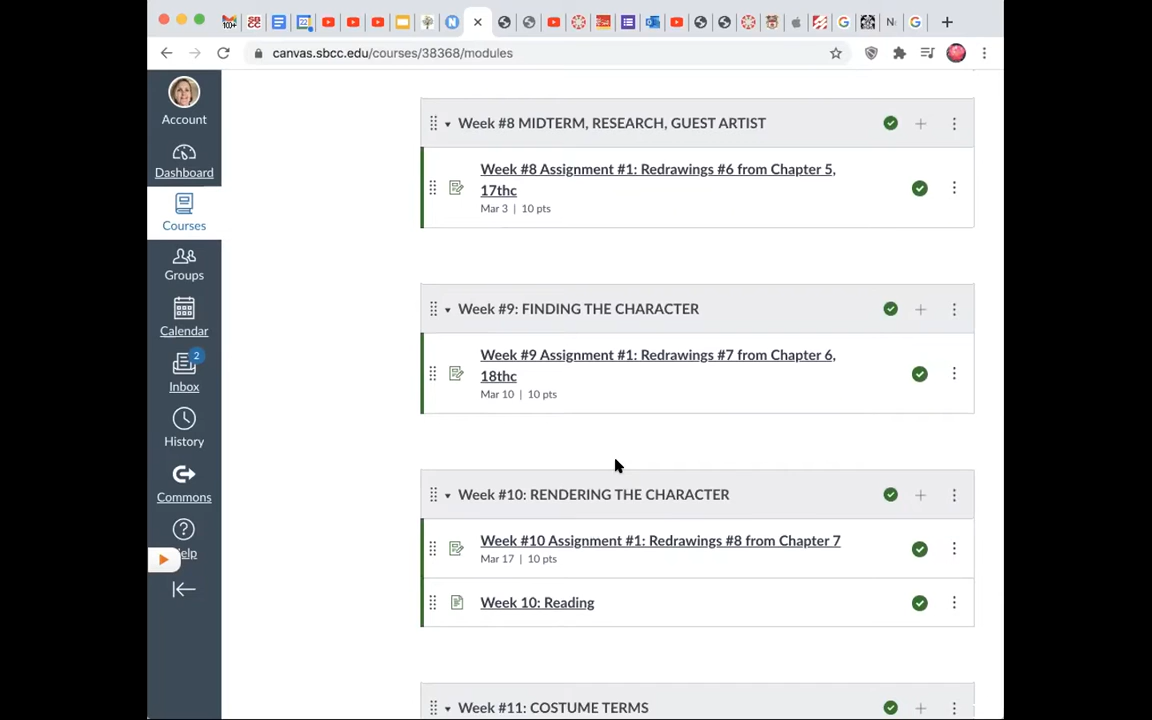 100+
SB
CC
22
canvas.sbcc.edu/courses/38368/modules
Account
Dashboard
Courses
Groups
Calendar
2
Inbox
History
Commons
Help
Week #8 MIDTERM, RESEARCH, GUEST ARTIST
Week #8 Assignment #1: Redrawings #6 from Chapter 5,
17thc
Mar 3 | 10 pts
Week #9: FINDING THE CHARACTER
Week #9 Assignment #1: Redrawings #7 from Chapter 6,
18thc
Mar 10 | 10 pts
Week #10: RENDERING THE CHARACTER
Week #10 Assignment #1: Redrawings #8 from Chapter 7
Mar 17 | 10 pts
Week 10: Reading
Week #11: COSTUME TERMS